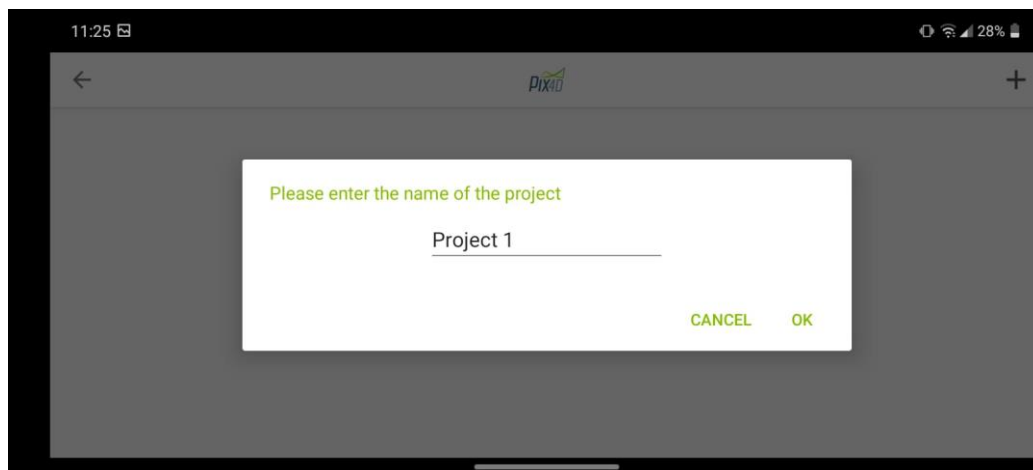 11:25 28%
PIX4D
Please enter the name of the project
Project 1
CANCEL OK